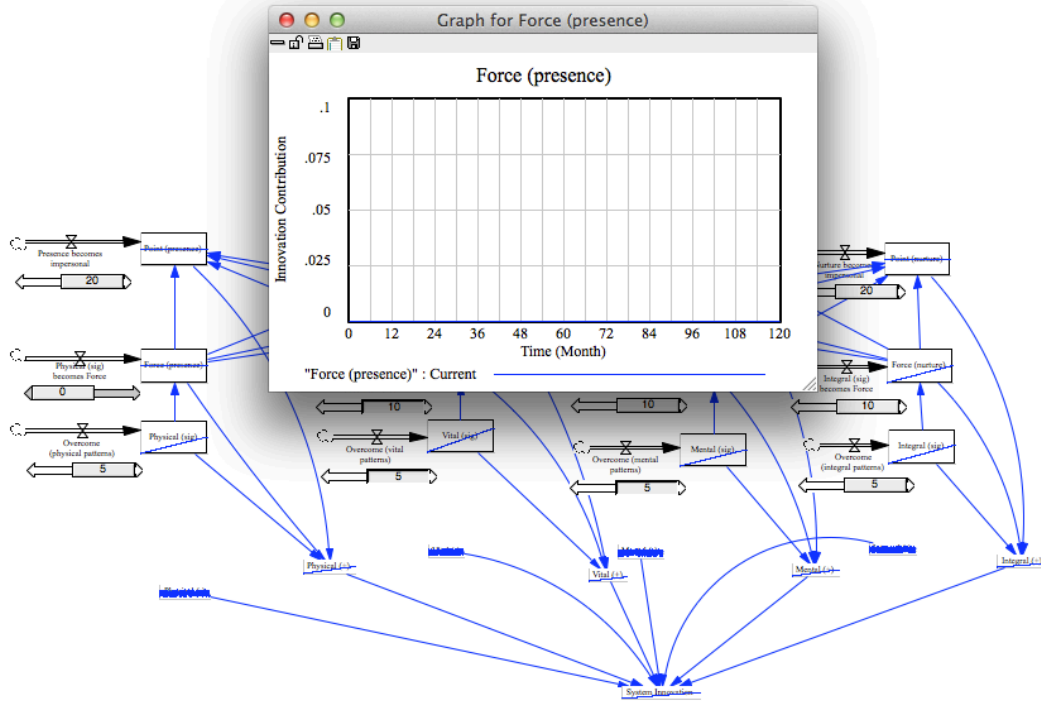 Graph for Force (presence)
Force (presence)
Innovation Contribution
.1
.075
.05
.025
0
0 12 24 36 48 60 72 84 96 108 120
Time (Month)
"Force (presence)" : Current
Presence becomes
impersonal
20
Point (presence)
Nurture becomes
impersonal
20
Point (nurture)
Physical (sig)
becomes Force
0
Force (presence)
10
10
Integral (sig)
becomes Force
10
Force (nurture)
Overcome
(physical patterns)
5
Physical (sig)
Overcome (vital
patterns)
5
Vital (sig)
Overcome (mental
patterns)
5
Mental (sig)
Overcome
(integral patterns)
5
Integral (sig)
Physical (+)
Vital (+)
Mental (+)
Integral (+)
System Innovation